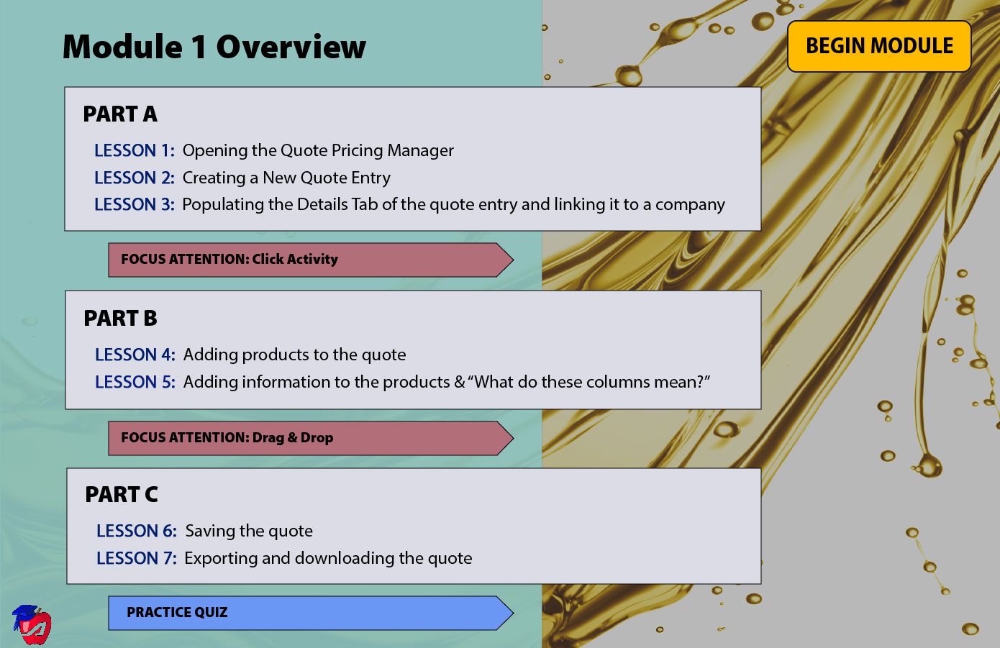 Module 1 Overview
BEGIN MODULE
PART A
LESSON 1: Opening the Quote Pricing Manager
LESSON 2: Creating a New Quote Entry
LESSON 3: Populating the Details Tab of the quote entry and linking it to a company
FOCUS ATTENTION: Click Activity
PART B
LESSON 4: Adding products to the quote
LESSON 5: Adding information to the products & “What do these columns mean?”
FOCUS ATTENTION: Drag & Drop
PART C
LESSON 6: Saving the quote
LESSON 7: Exporting and downloading the quote
PRACTICE QUIZ